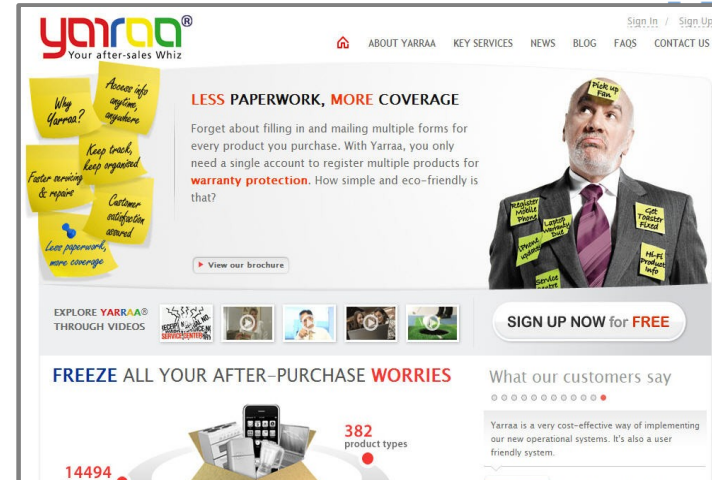 Sign In / Sign Up
yarraa®
Your after-sales Whiz
ABOUT YARRAA KEY SERVICES NEWS BLOG FAQS CONTACT US
Why Yarraa?
Access info
anytime,
anywhere
Keep track,
keep organised
Faster servicing
& repairs
Customer
satisfaction
assured
Less paperwork,
more coverage
LESS PAPERWORK, MORE COVERAGE
Forget about filling in and mailing multiple forms for
every product you purchase. With Yarraa, you only
need a single account to register multiple products for
warranty protection. How simple and eco-friendly is
that?
View our brochure
Pick up
Fan
Register
Mobile
Phone
Laptop
Warranty
Due
iPhone
update
Service
Centre
Get
Toaster
Fixed
Hi-Fi
Product
Info
EXPLORE YARRAA®
THROUGH VIDEOS
SIGN UP NOW for FREE
FREEZE ALL YOUR AFTER-PURCHASE WORRIES
382
product types
14494
What our customers say
Yarraa is a very cost-effective way of implementing
our new operational systems. It's also a user
friendly system.